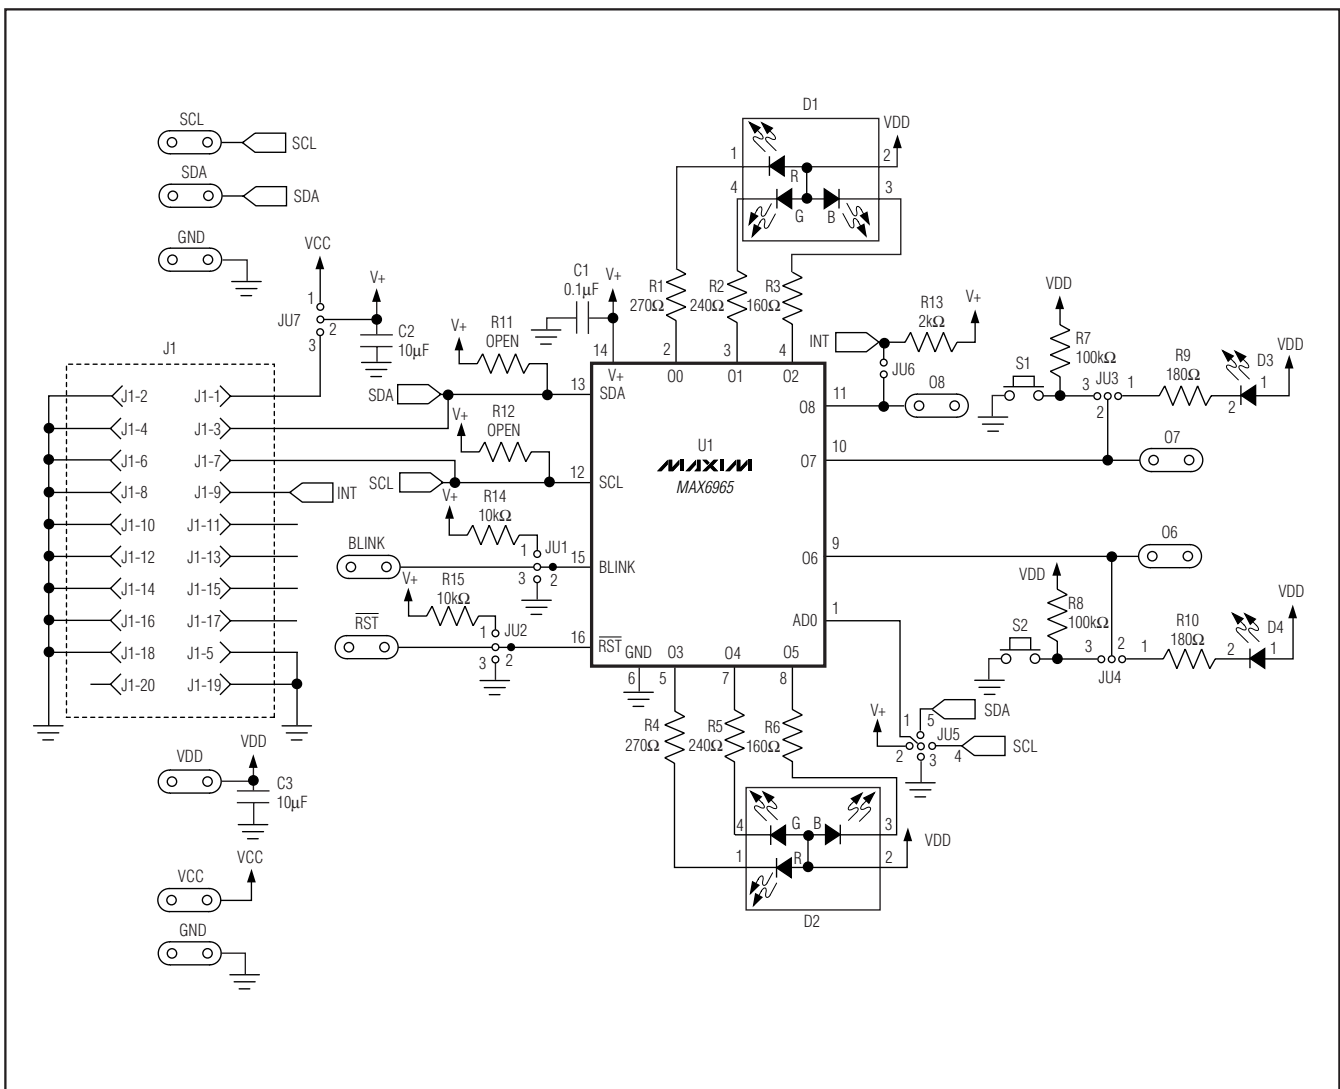 D1
SCL
SCL
VDD
1
2
R
SDA
SDA
4
3
G
B
GND
VCC
V+
C1
0.1µF
V+
1
JU7
2
3
C2
10µF
R1
270Ω
R2
240Ω
R3
160Ω
R13
2kΩ
V+
INT
JU6
VDD
R7
100kΩ
R11
OPEN
V+
14
2
3
4
V+
O0
O1
O2
J1
S1
R9
180Ω
D3
VDD
3
JU3
1
2
2
1
SDA
13
SDA
11
O8
O8
J1-2
J1-1
J1-4
J1-3
J1-6
J1-7
J1-8
J1-9
J1-10
J1-11
J1-12
J1-13
J1-14
J1-15
J1-16
J1-17
J1-18
J1-5
J1-20
J1-19
INT
R12
OPEN
V+
SCL
12
SCL
U1
MAXIM
MAX6965
10
O7
O7
V+
R14
10kΩ
1
JU1
3
2
BLINK
15
BLINK
9
O6
O6
V+
R15
10kΩ
1
JU2
3
2
RST
16
RST
1
AD0
VDD
R8
100kΩ
S2
3
JU4
2
1
R10
180Ω
2
D4
1
VDD
GND
O3
O4
O5
6
5
7
8
R4
270Ω
R5
240Ω
R6
160Ω
V+
1
5
SDA
JU5
2
3
4
SCL
VDD
VDD
C3
10µF
4
G
B
3
1
R
2
VDD
D2
VCC
VCC
GND